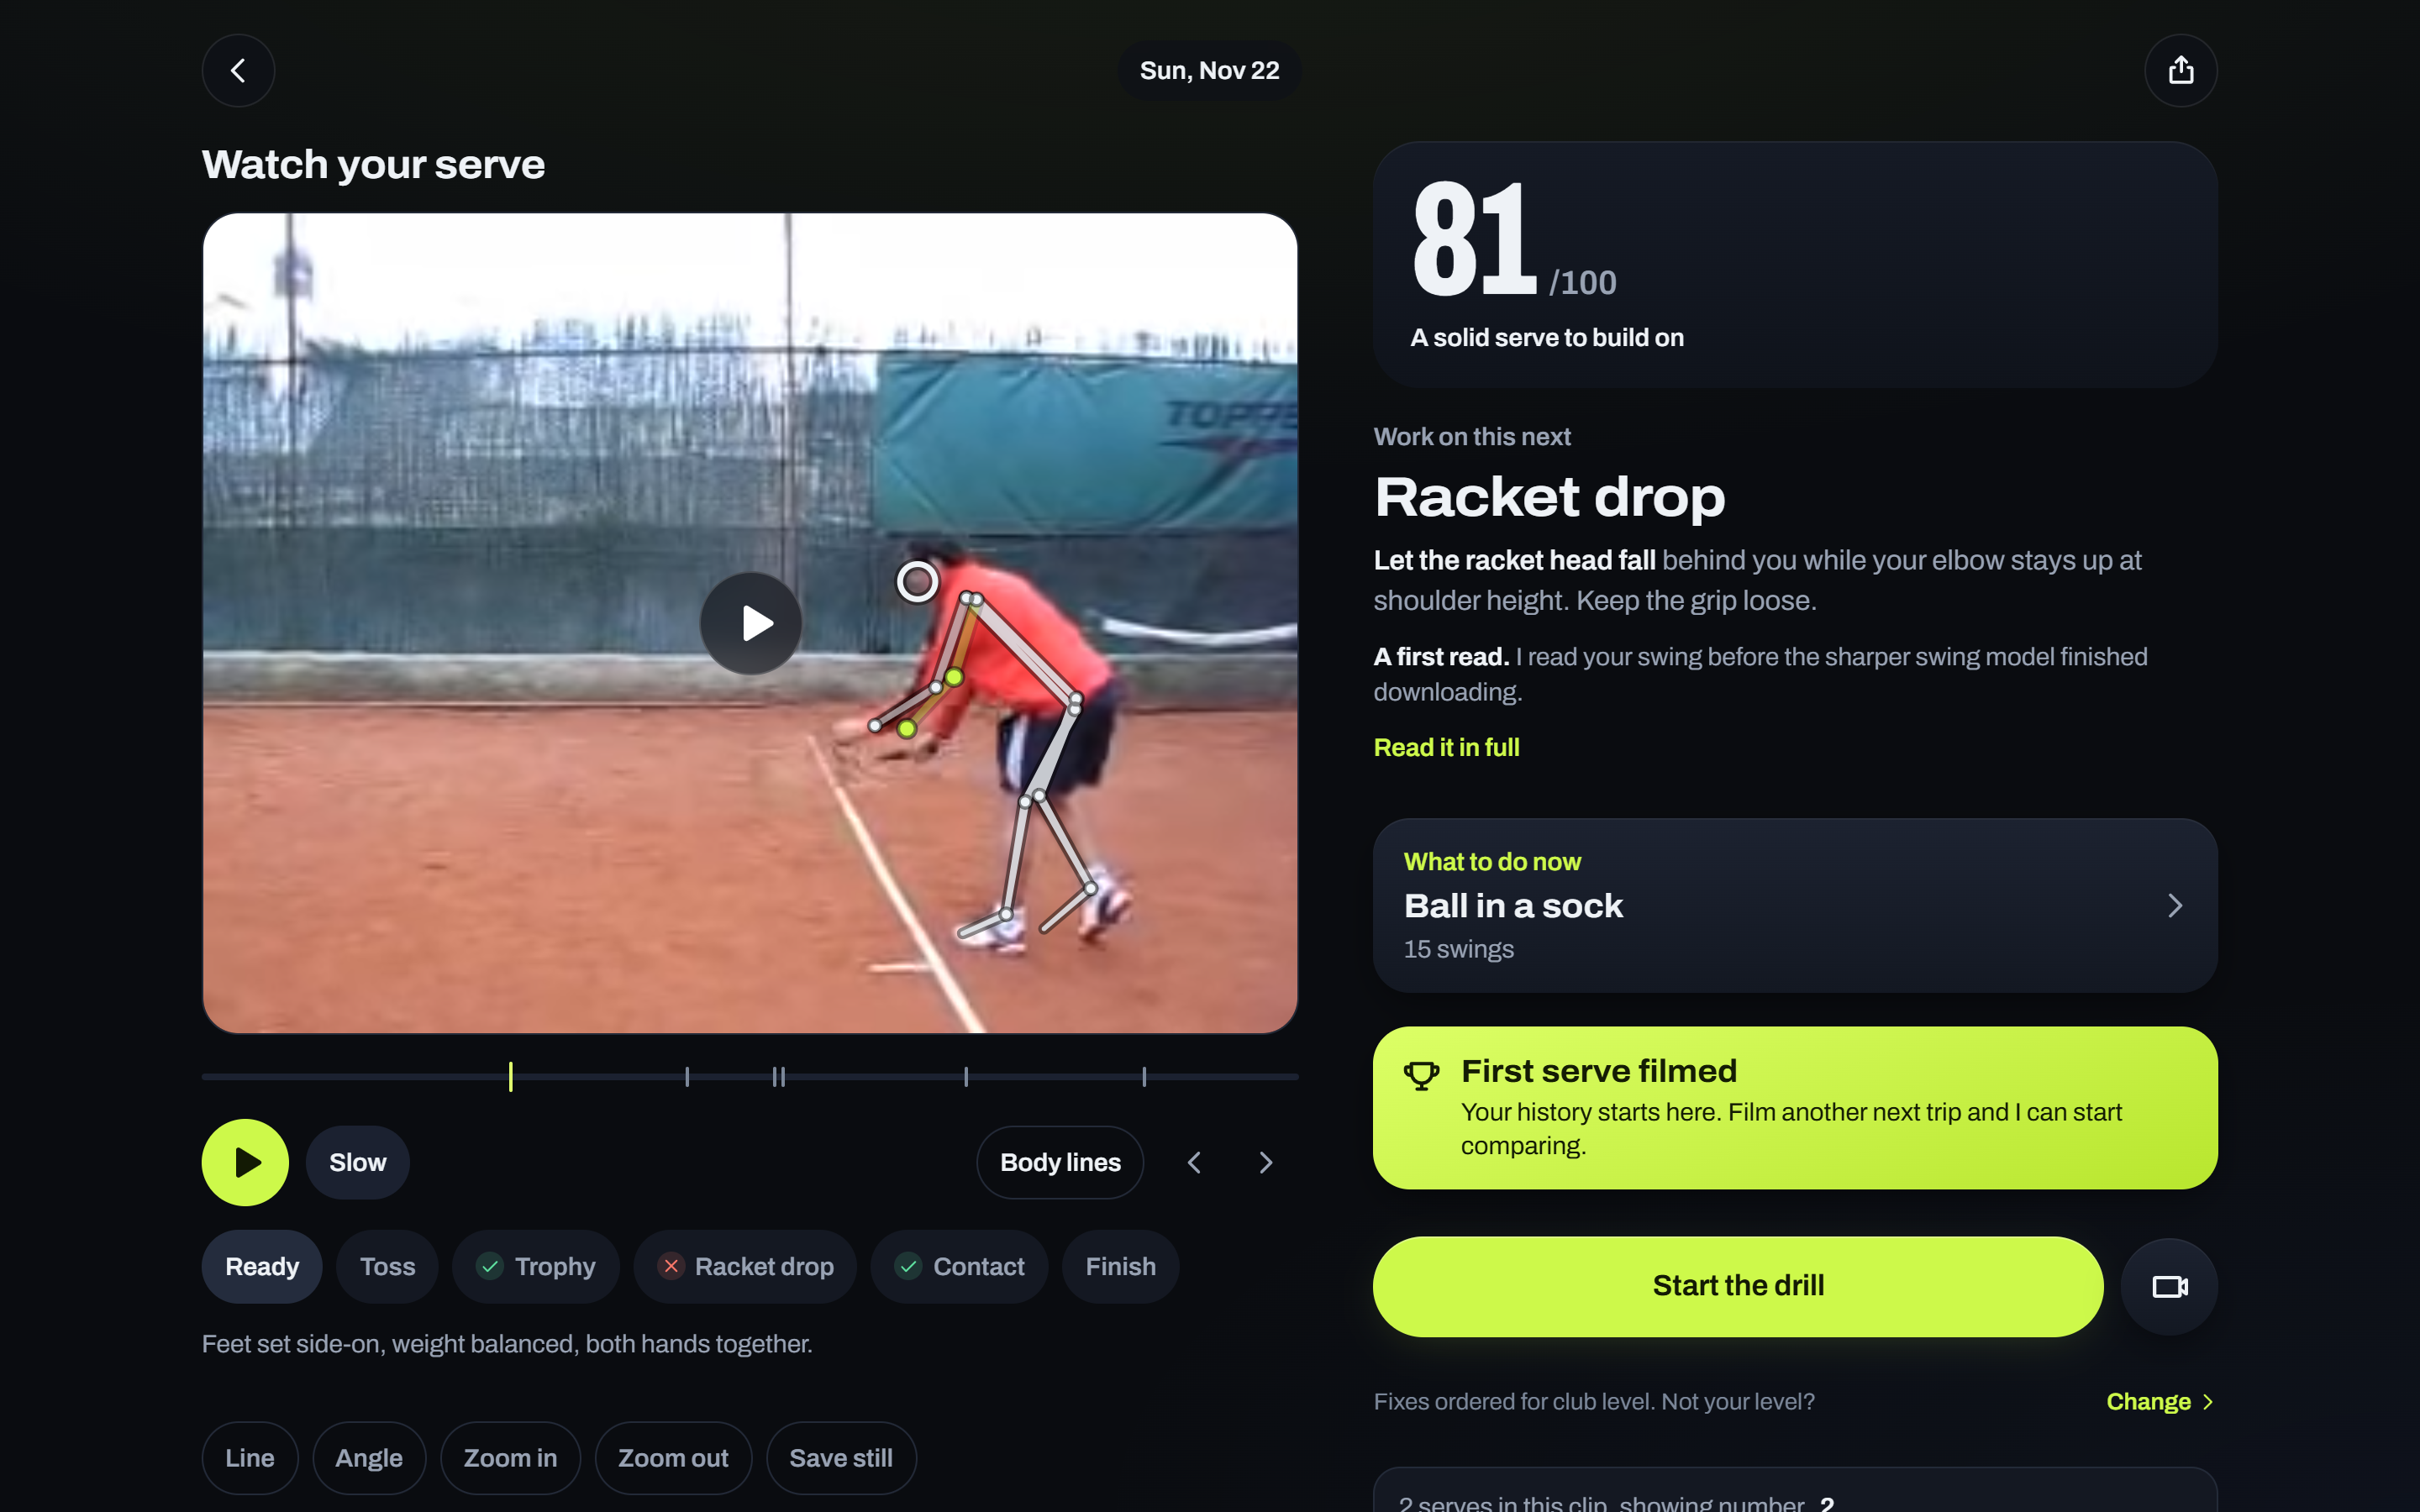 Sun, Nov 22
Watch your serve
TOPPE
Slow
Body lines
Ready
Toss
Trophy
Racket drop
Contact
Finish
Feet set side-on, weight balanced, both hands together.
Line
Angle
Zoom in
Zoom out
Save still
81 /100
A solid serve to build on
Work on this next
Racket drop
Let the racket head fall behind you while your elbow stays up at
shoulder height. Keep the grip loose.
A first read. I read your swing before the sharper swing model finished
downloading.
Read it in full
What to do now
Ball in a sock
15 swings
First serve filmed
Your history starts here. Film another next trip and I can start
comparing.
Start the drill
Fixes ordered for club level. Not your level?
Change
2 serves in this clip, showing number 2